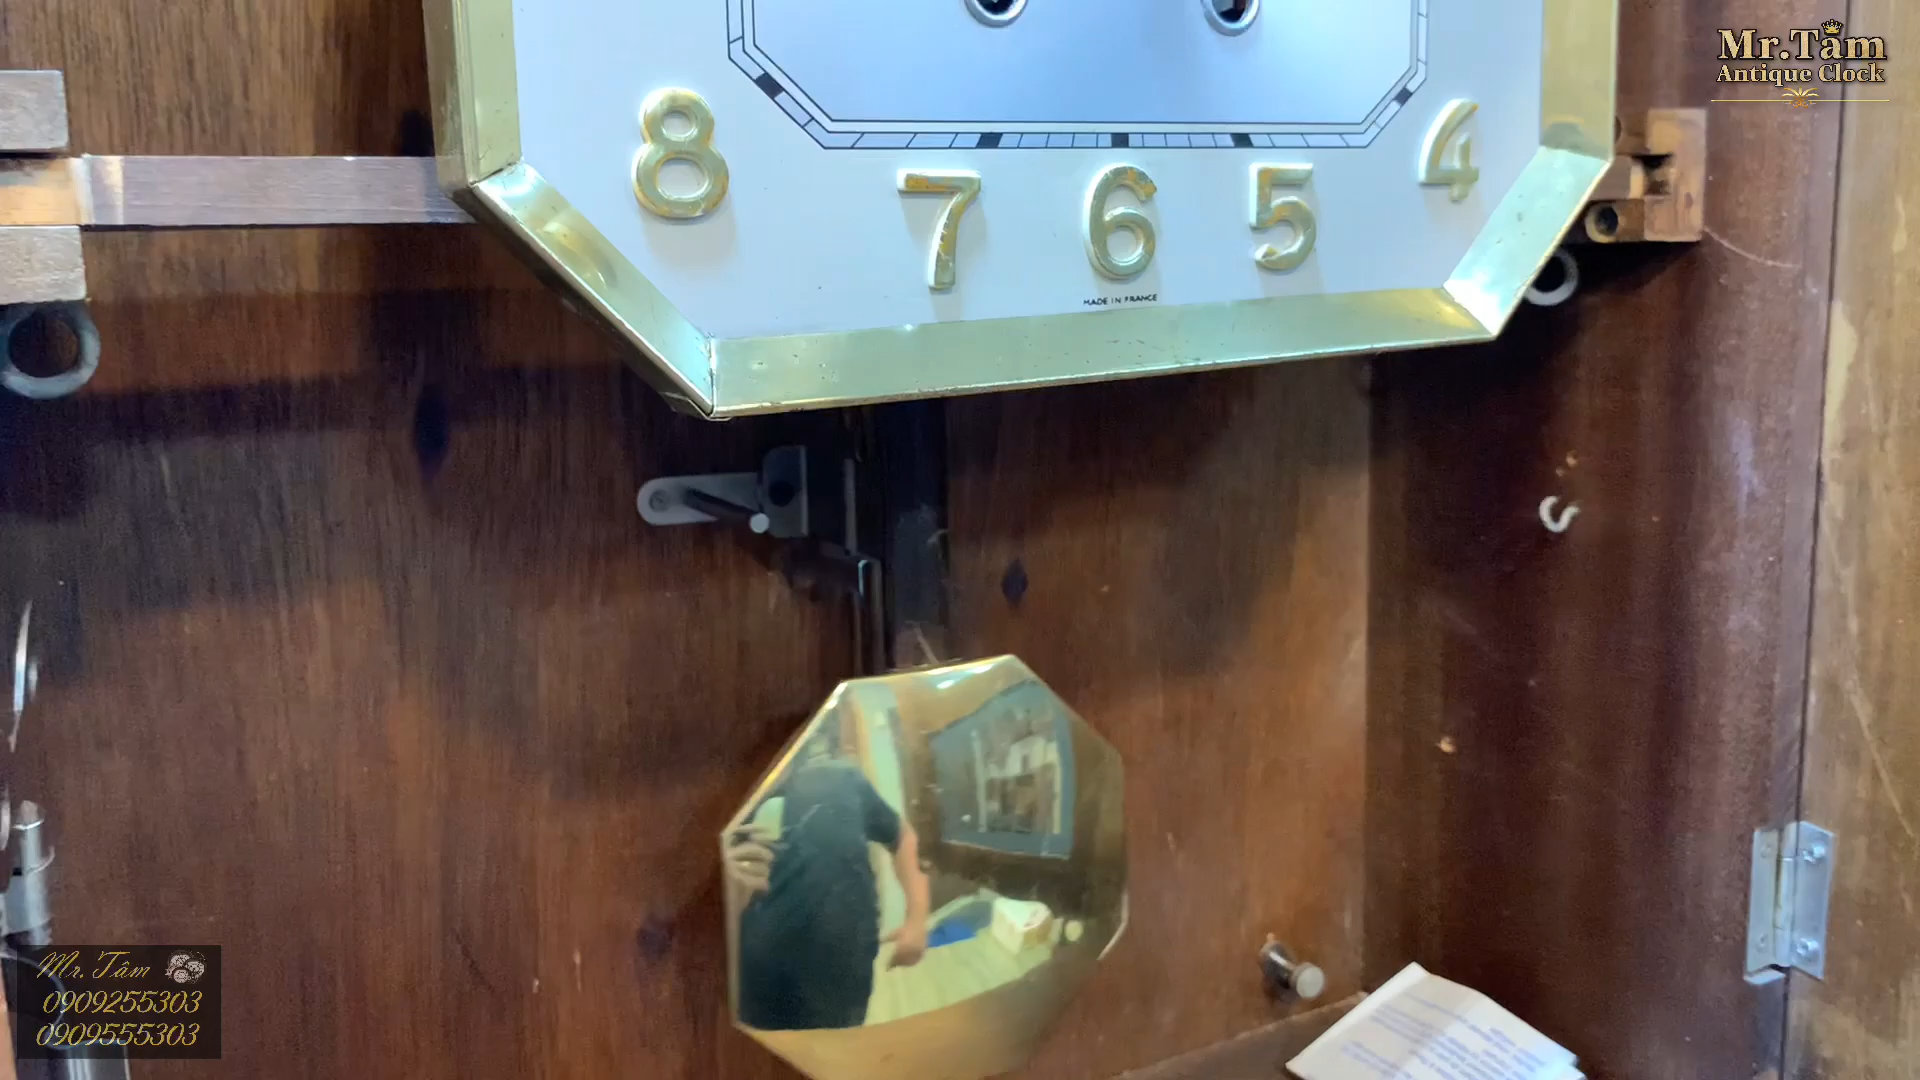 Mr.Tâm
Antique Clock
8 7 6 5 4
MADE IN FRANCE
Mr. Tâm
0909255303
0909555303